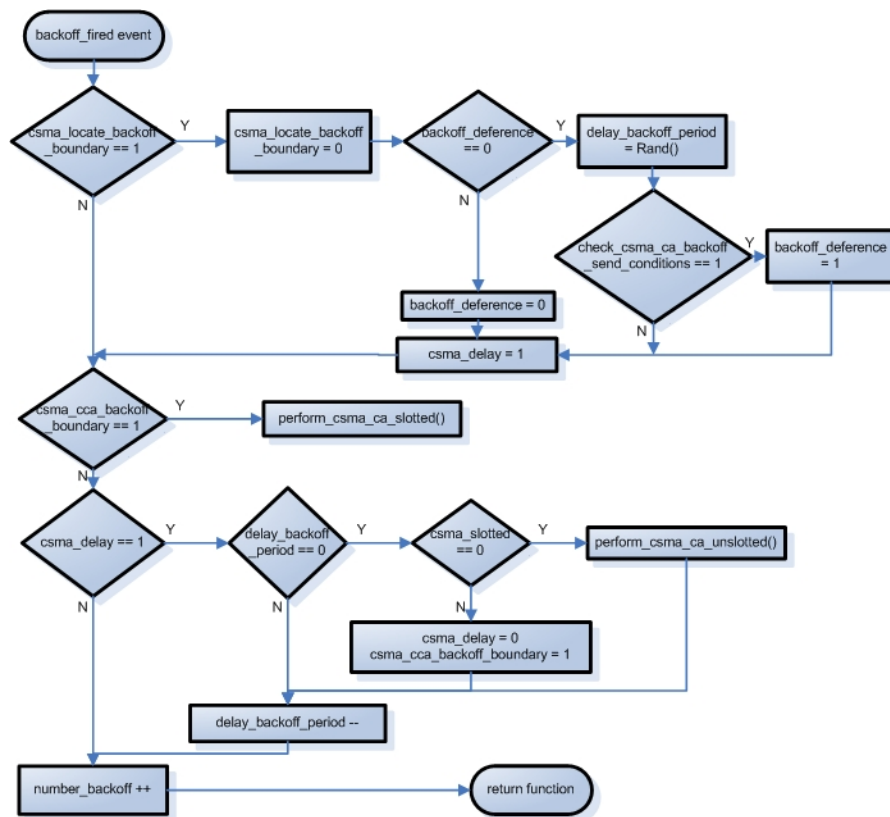 backoff_fired event
csma_locate_backoff
_boundary == 1
Y
csma_locate_backoff
_boundary = 0
backoff_deference
== 0
Y
delay_backoff_period
= Rand()
N
N
check_csma_ca_backoff
_send_conditions == 1
Y
backoff_deference
= 1
backoff_deference = 0
N
csma_delay = 1
csma_cca_backoff
_boundary == 1
Y
perform_csma_ca_slotted()
N
csma_delay == 1
Y
delay_backoff
_period == 0
Y
csma_slotted
== 0
Y
perform_csma_ca_unslotted()
N
N
N
csma_delay = 0
csma_cca_backoff_boundary = 1
delay_backoff_period --
number_backoff ++
return function